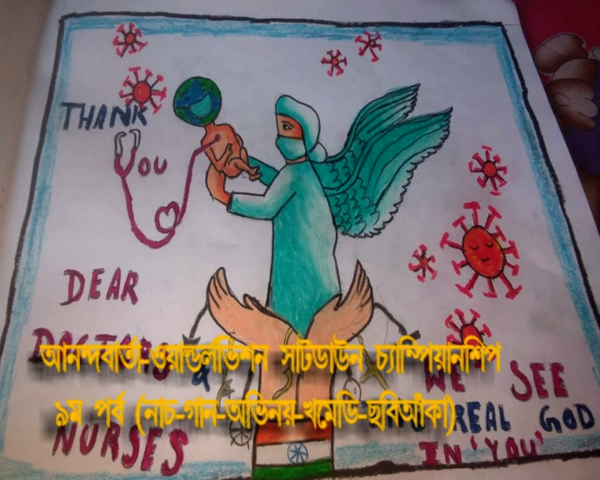 THANK
YOU
DEAR
DOCTORS &
NURSES
WE SEE
REAL GOD
IN 'YOU'
আনন্দবার্তা-ওয়ার্ল্ডভিশন সাটডাউন চ্যাম্পিয়ানশিপ
৯ম পর্ব (নাচ-গান-অভিনয়-কমেডি-ছবিআঁকা)